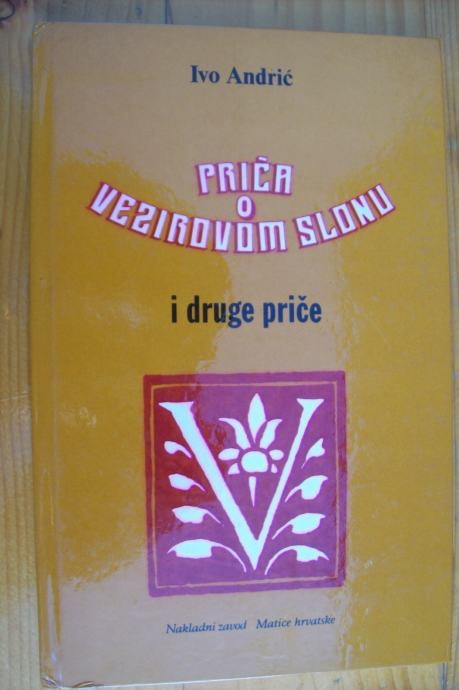 Ivo Andrić
PRIČA
O
VEZIROVOM SLONU
i druge priče
V
Nakladni zavod Matice hrvatske